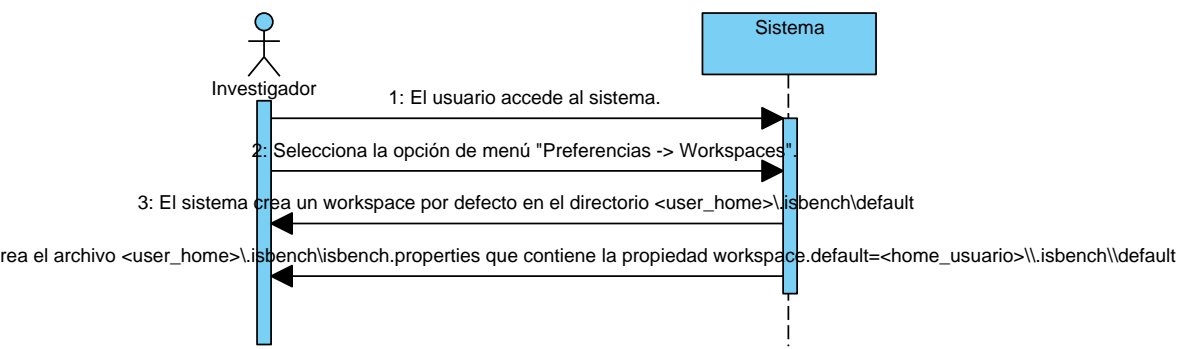 Sistema
Investigador
1: El usuario accede al sistema.
2: Selecciona la opción de menú "Preferencias -> Workspaces".
3: El sistema crea un workspace por defecto en el directorio <user_home>\.isbench\default
rea el archivo <user_home>\.isbench\isbench.properties que contiene la propiedad workspace.default=<home_usuario>\\.isbench\\default